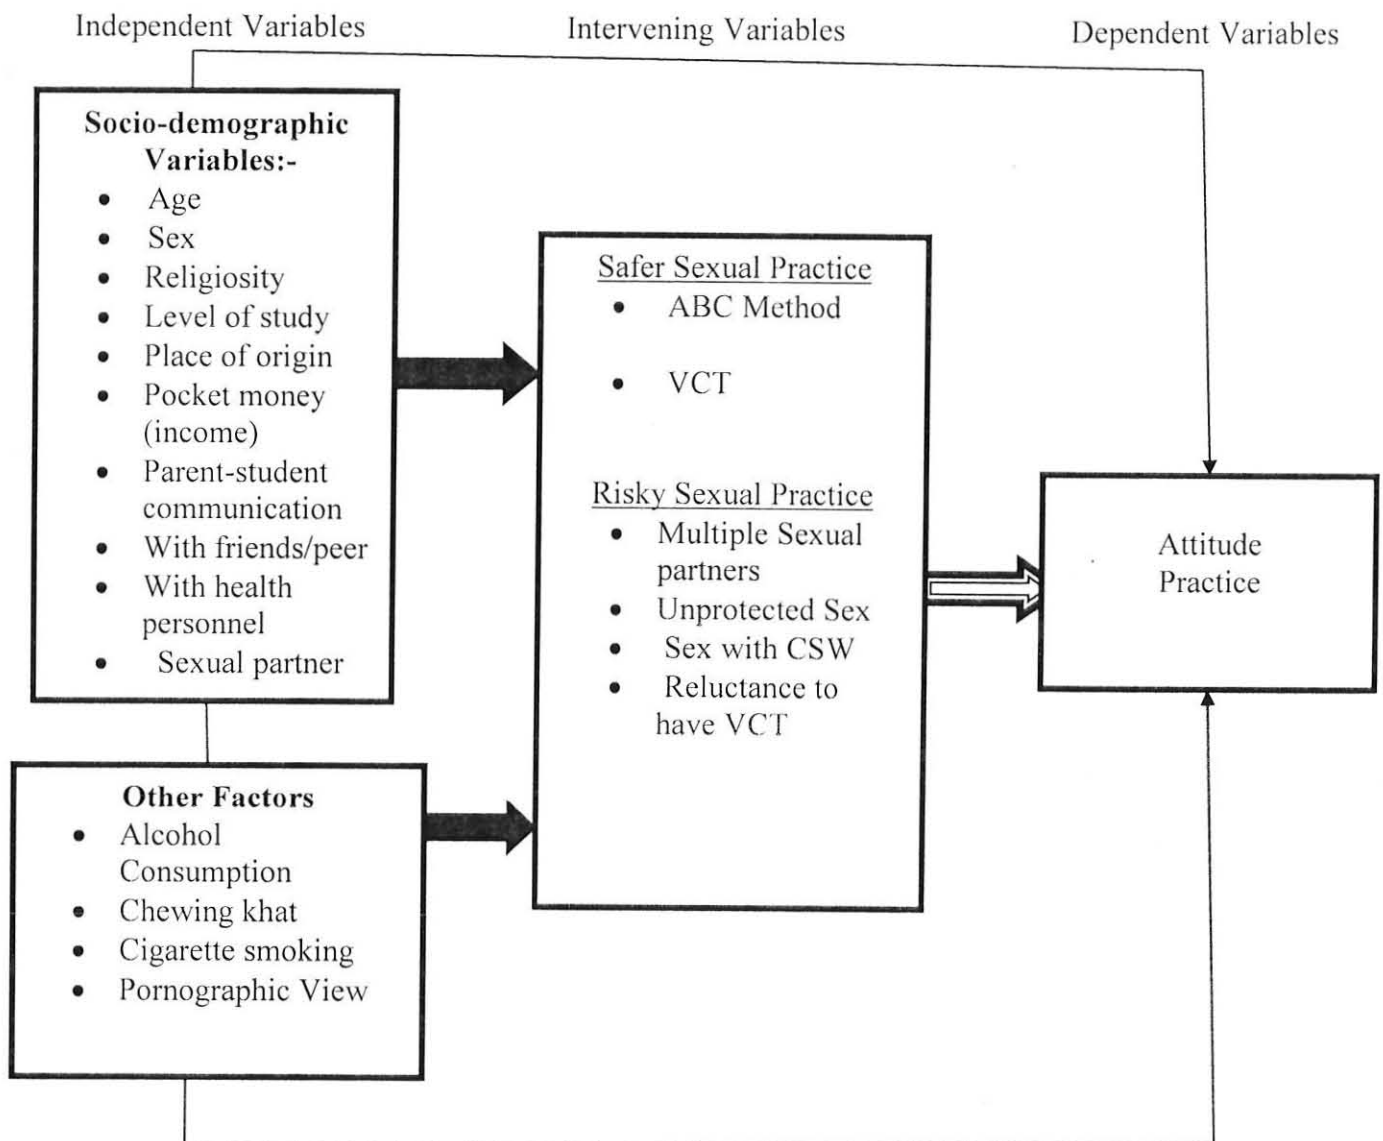 Independent Variables
Intervening Variables
Dependent Variables
Socio-demographic
Variables:-
• Age
• Sex
• Religiosity
• Level of study
• Place of origin
• Pocket money
(income)
• Parent-student
communication
• With friends/peer
• With health
personnel
• Sexual partner
Other Factors
• Alcohol
Consumption
• Chewing khat
• Cigarette smoking
• Pornographic View
Safer Sexual Practice
• ABC Method
• VCT
Risky Sexual Practice
• Multiple Sexual
partners
• Unprotected Sex
• Sex with CSW
• Reluctance to
have VCT
Attitude
Practice